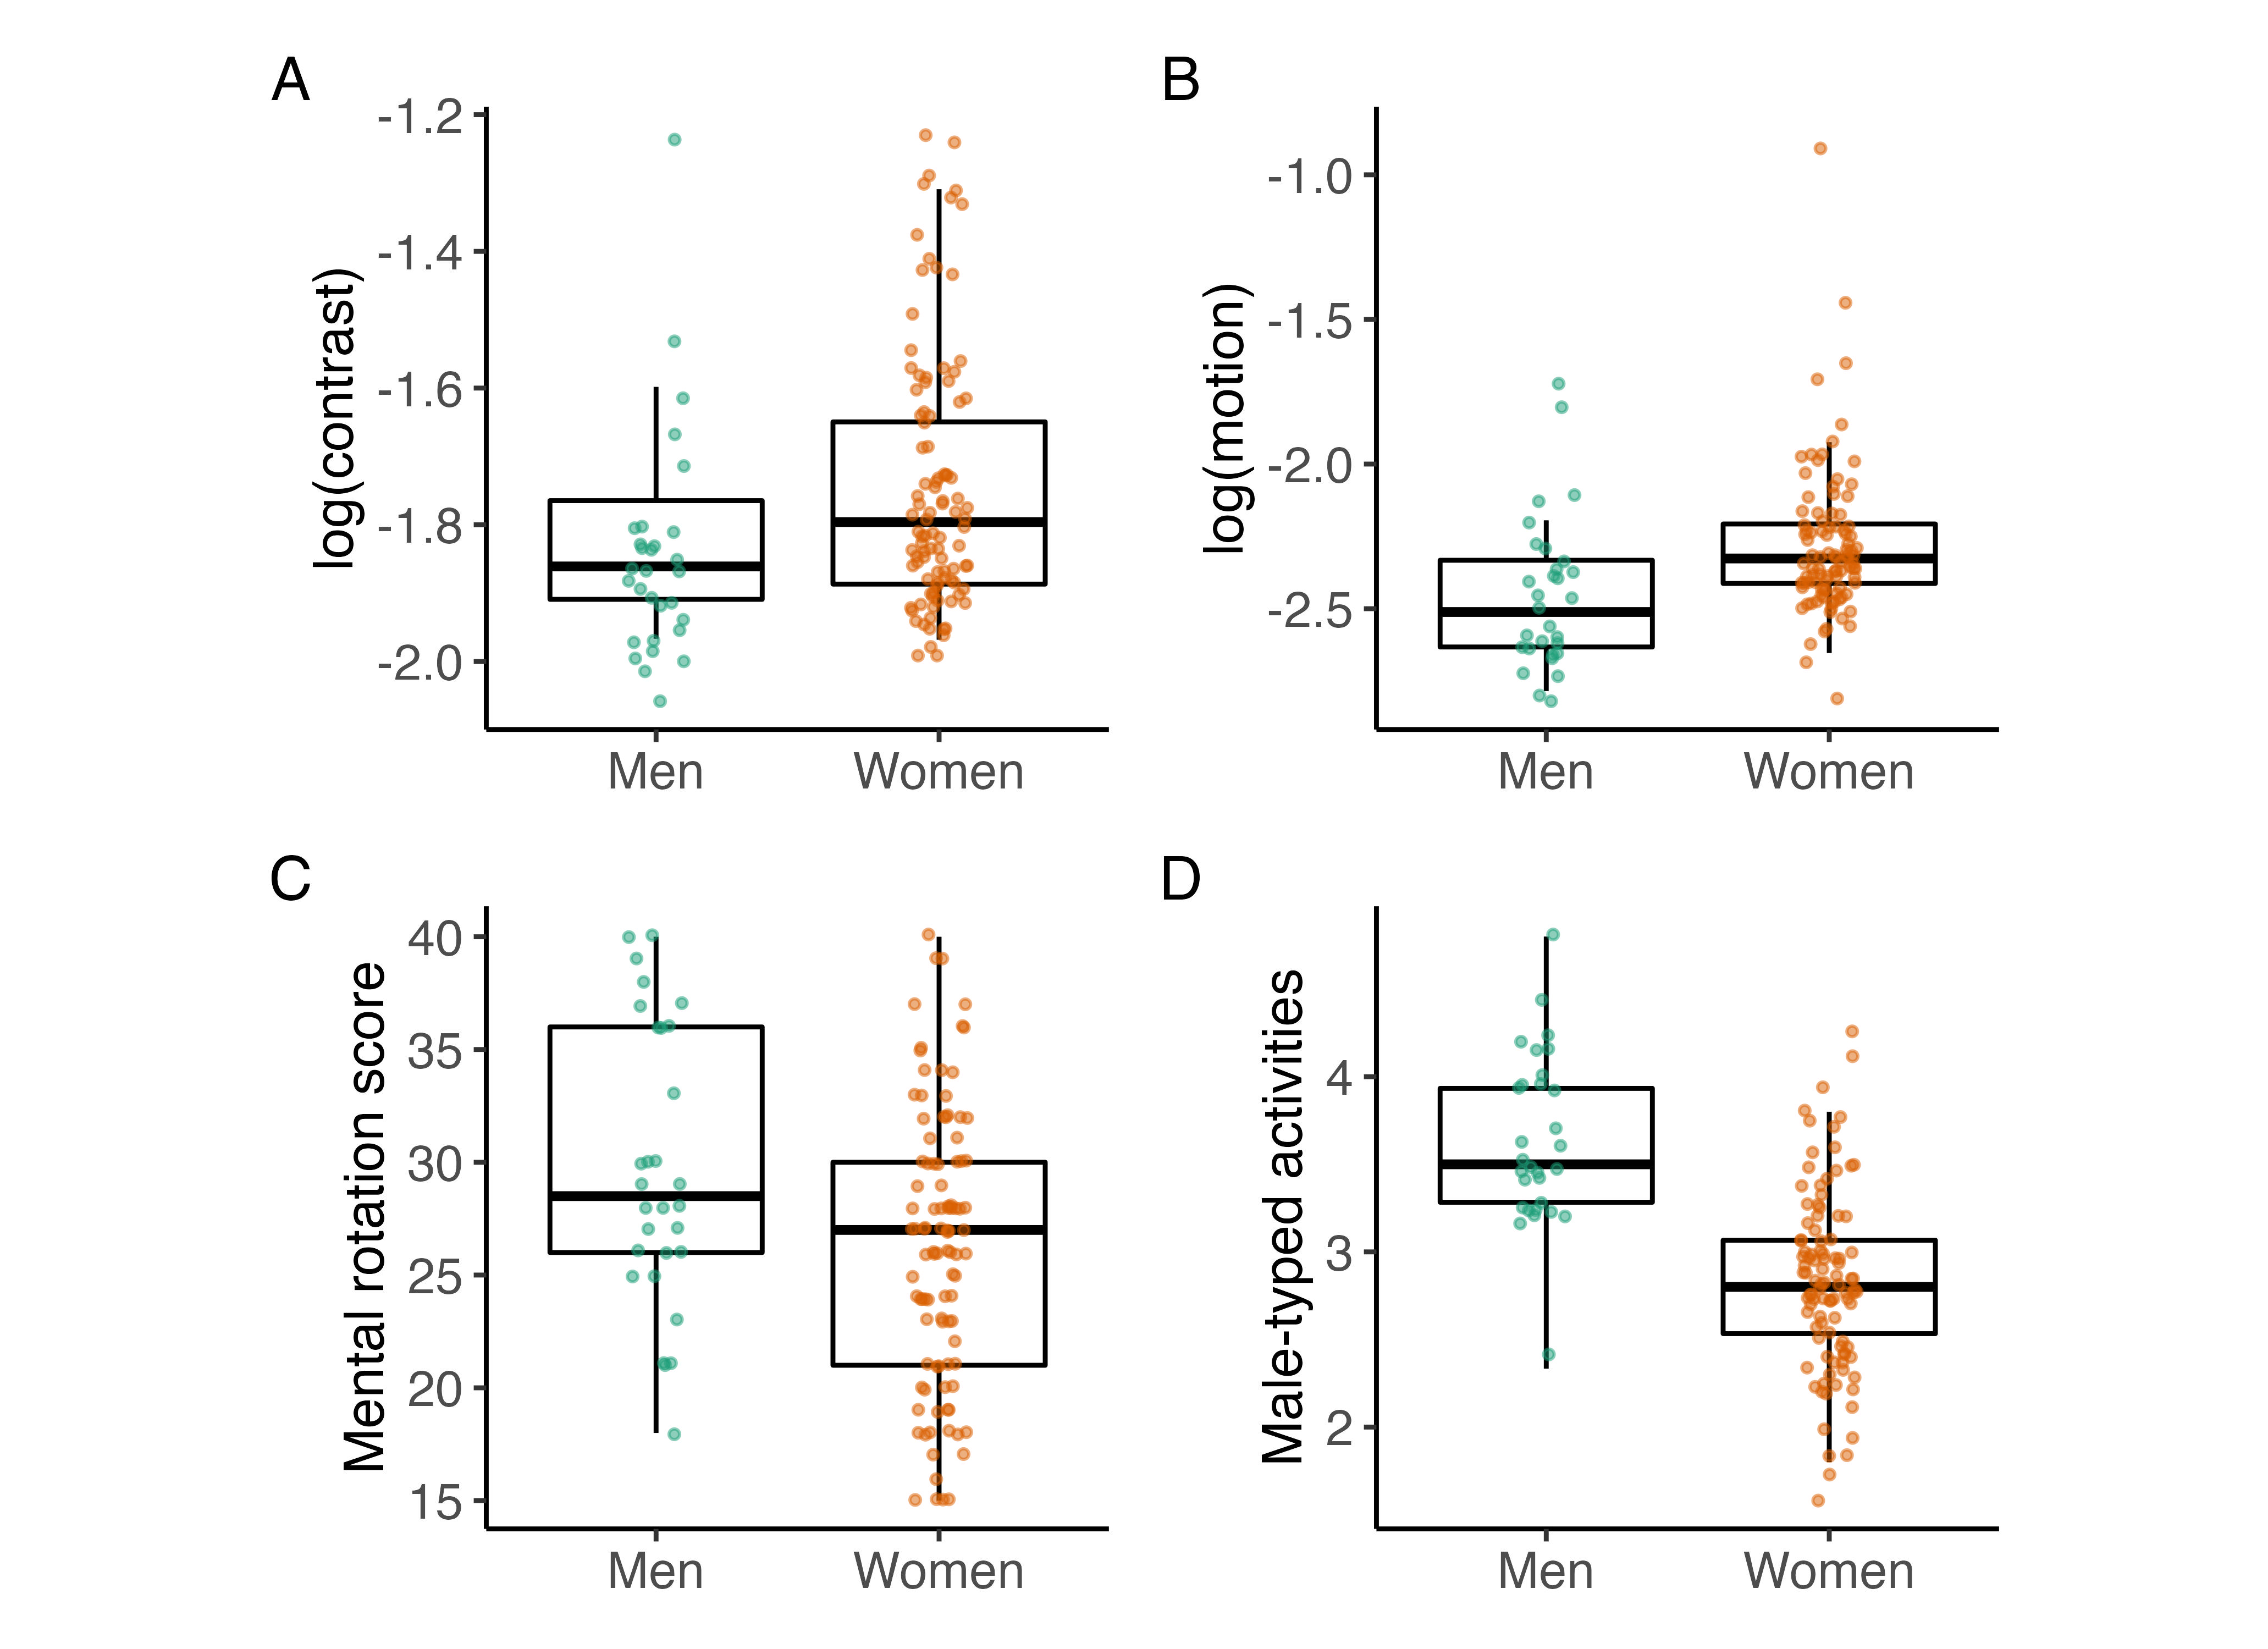 A
log(contrast)
-1.2
-1.4
-1.6
-1.8
-2.0
Men Women
B
log(motion)
-1.0
-1.5
-2.0
-2.5
Men Women
C
Mental rotation score
40
35
30
25
20
15
Men Women
D
Male-typed activities
4
3
2
Men Women